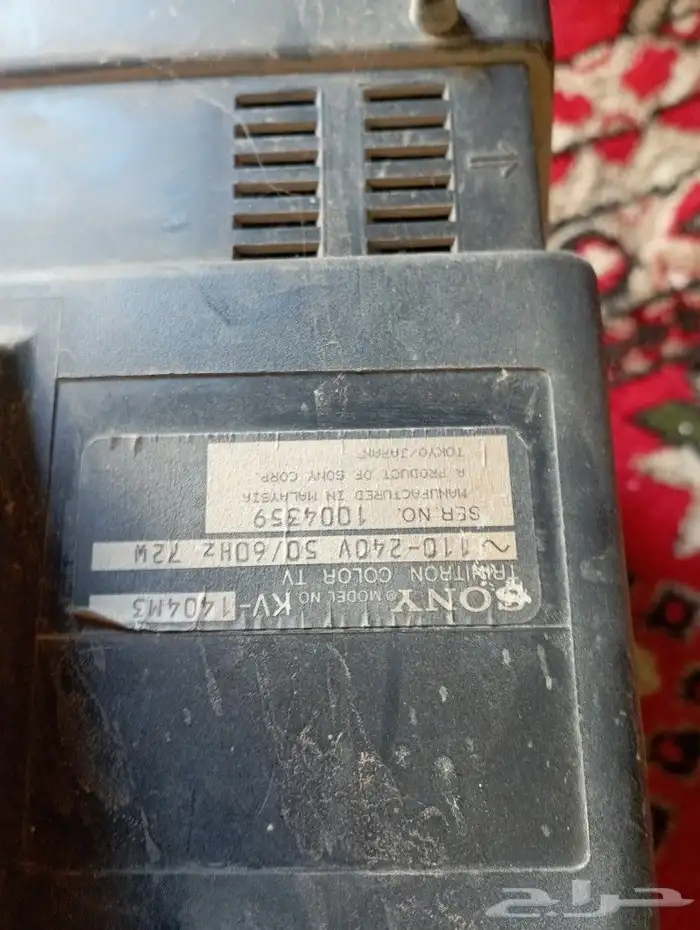 SONY® MODEL NO. KV-1404M3
TRINITRON COLOR TV
~ 110-240V 50/60Hz 72W
SER.NO. 1004359
MANUFACTURED IN MALAYSIA
A PRODUCT OF SONY CORP.
TOKYO/JAPAN
حراج